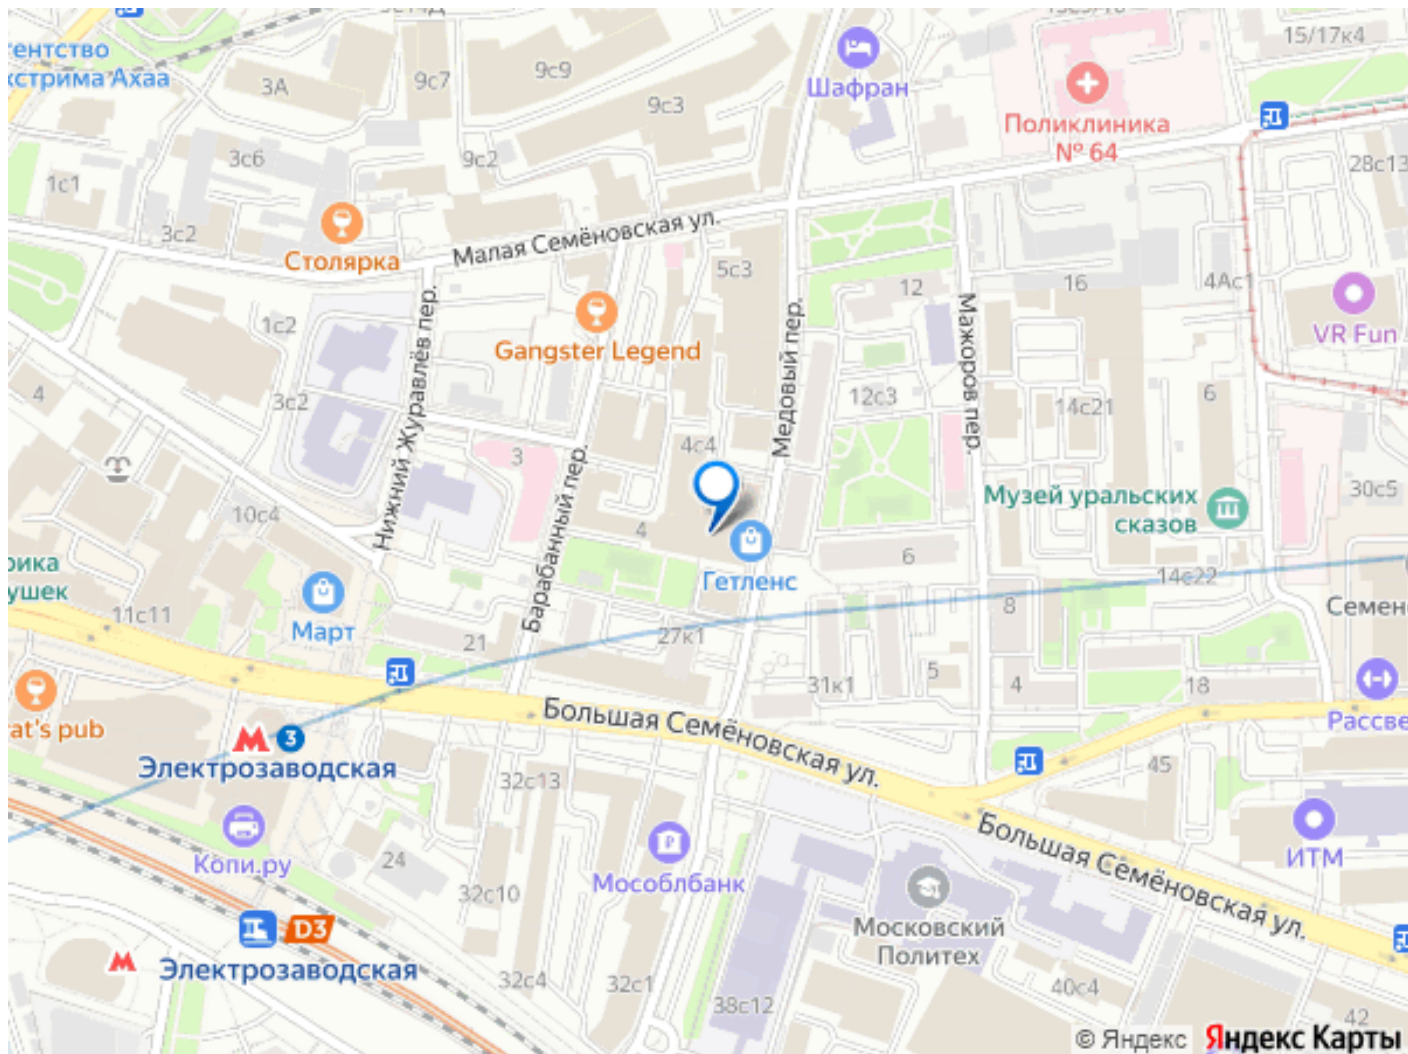 ентство
кстрима Ахаа
3А
9с7
9с9
9с3
Шафран
15/17к4
Поликлиника
№ 64
28с13
1с1
3с6
9с2
3с2
Столярка
Малая Семёновская ул.
5с3
12
16
4Ас1
VR Fun
1с2
Gangster Legend
Нижний Журавлёв пер.
Медовый пер.
Мажоров пер.
4
3с2
12с3
14с21
6
3
4с4
Барабанный пер.
Музей уральских
сказов
30с5
10с4
4
рика
ушек
Гетленс
6
14с22
11с11
Март
21
27к1
8
Семен
31к1
5
4
18
Рассве
at's pub
3
Электрозаводская
Большая Семёновская ул.
32с13
45
Копи.ру
24
Мособлбанк
32с10
ИТМ
Большая Семёновская ул.
Московский
Политех
D3
Электрозаводская
32с4
32с1
38с12
40с4
42
© Яндекс Яндекс Карты